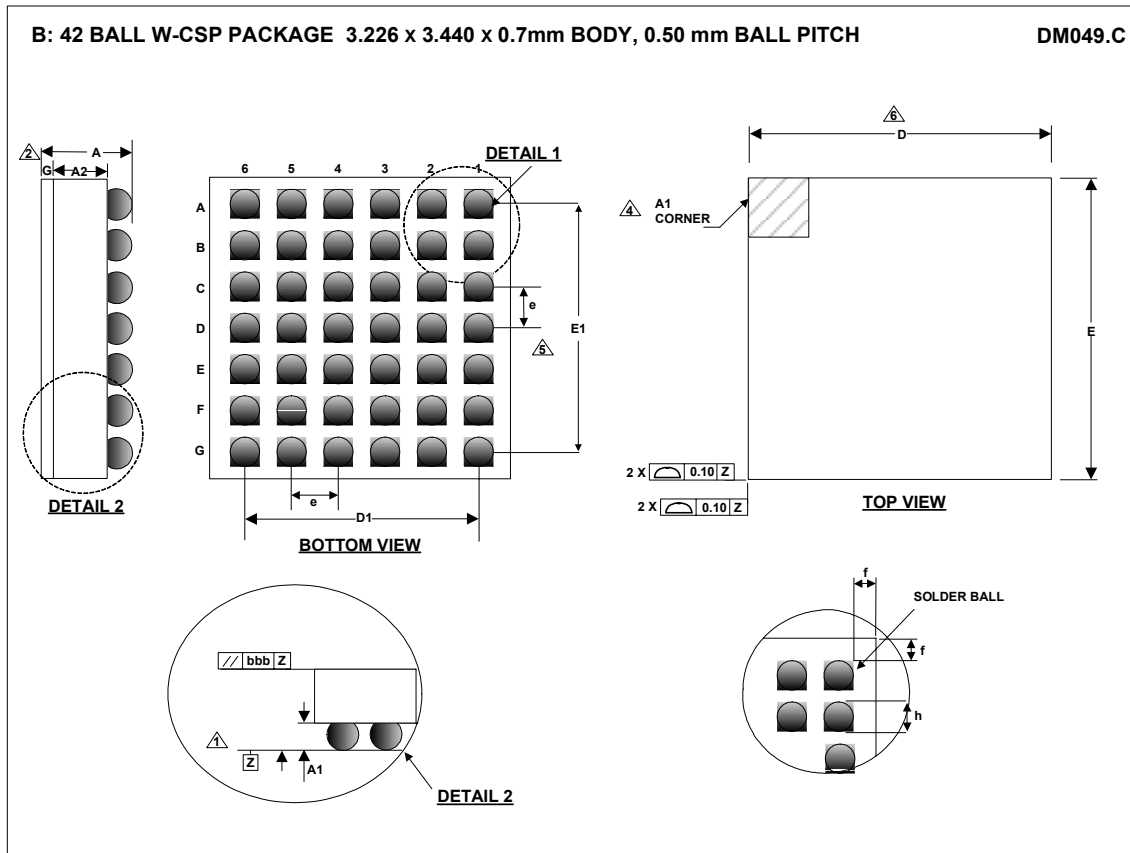 B: 42 BALL W-CSP PACKAGE 3.226 x 3.440 x 0.7mm BODY, 0.50 mm BALL PITCH
DM049.C
2
A
G
A2
DETAIL 2
DETAIL 1
6 5 4 3 2 1
A
B
C
D
E
F
G
e
E1
5
e
D1
BOTTOM VIEW
6
D
4
A1
CORNER
E
2 X 0.10 Z
2 X 0.10 Z
TOP VIEW
// bbb Z
1
Z
A1
DETAIL 2
f
SOLDER BALL
f
h